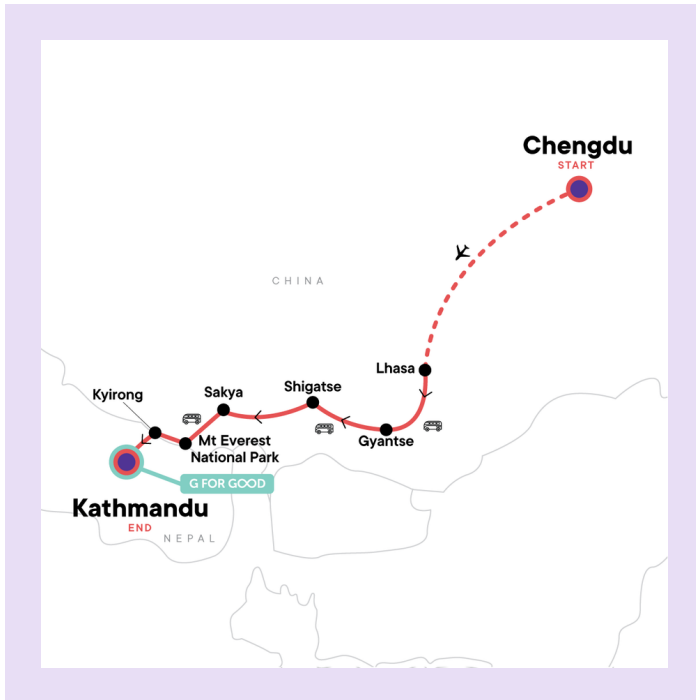 Chengdu
START
CHINA
Lhasa
Shigatse
Sakya
Kyirong
Gyantse
Mt Everest
National Park
G FOR GOOD
Kathmandu
END
NEPAL